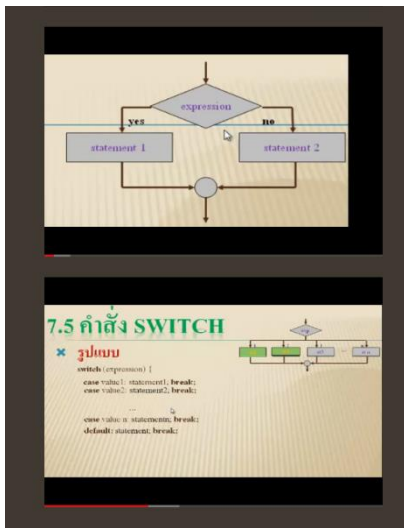 expression
yes
no
statement 1
statement 2
7.5 คำสั่ง SWITCH
รูปแบบ
switch (expression) {
case value1: statement1; break;
case value2: statement2; break;
...
case value n: statementn; break;
default: statement; break;